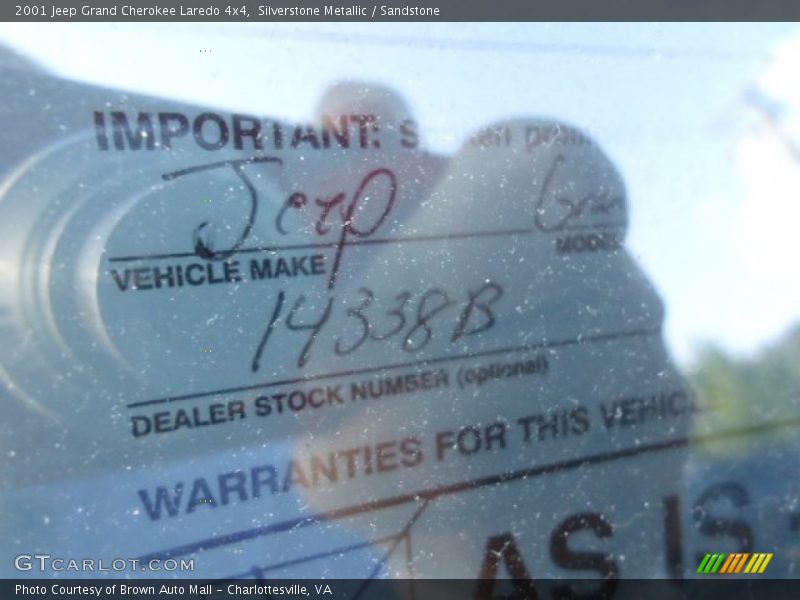 2001 Jeep Grand Cherokee Laredo 4x4, Silverstone Metallic / Sandstone
IMPORTANT: S
Jeep
VEHICLE MAKE MODEL
14338B
DEALER STOCK NUMBER (optional)
WARRANTIES FOR THIS VEHICL
AS IS
GTCARLOT.COM
Photo Courtesy of Brown Auto Mall - Charlottesville, VA